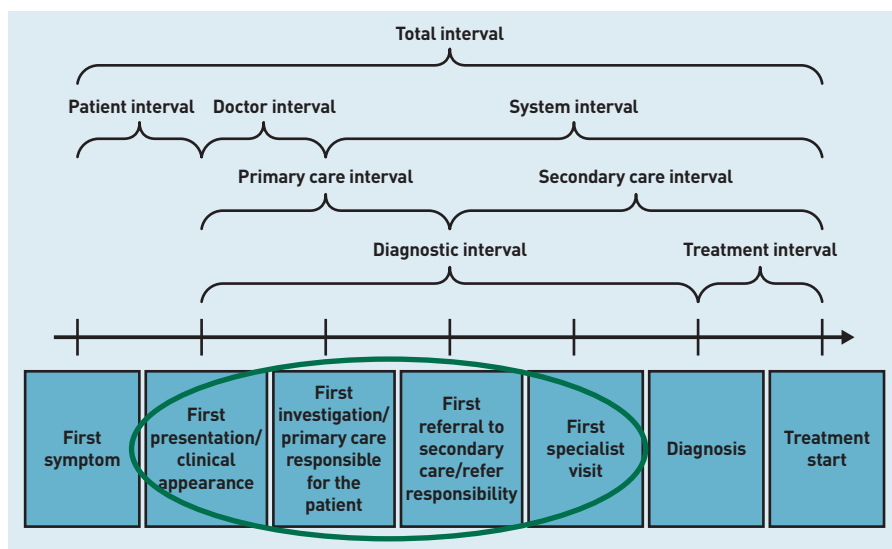 Total interval
Patient interval
Doctor interval
System interval
Primary care interval
Secondary care interval
Diagnostic interval
Treatment interval
First
symptom
First
presentation/
clinical
appearance
First
investigation/
primary care
responsible
for the
patient
First
referral to
secondary
care/refer
responsibility
First
specialist
visit
Diagnosis
Treatment
start